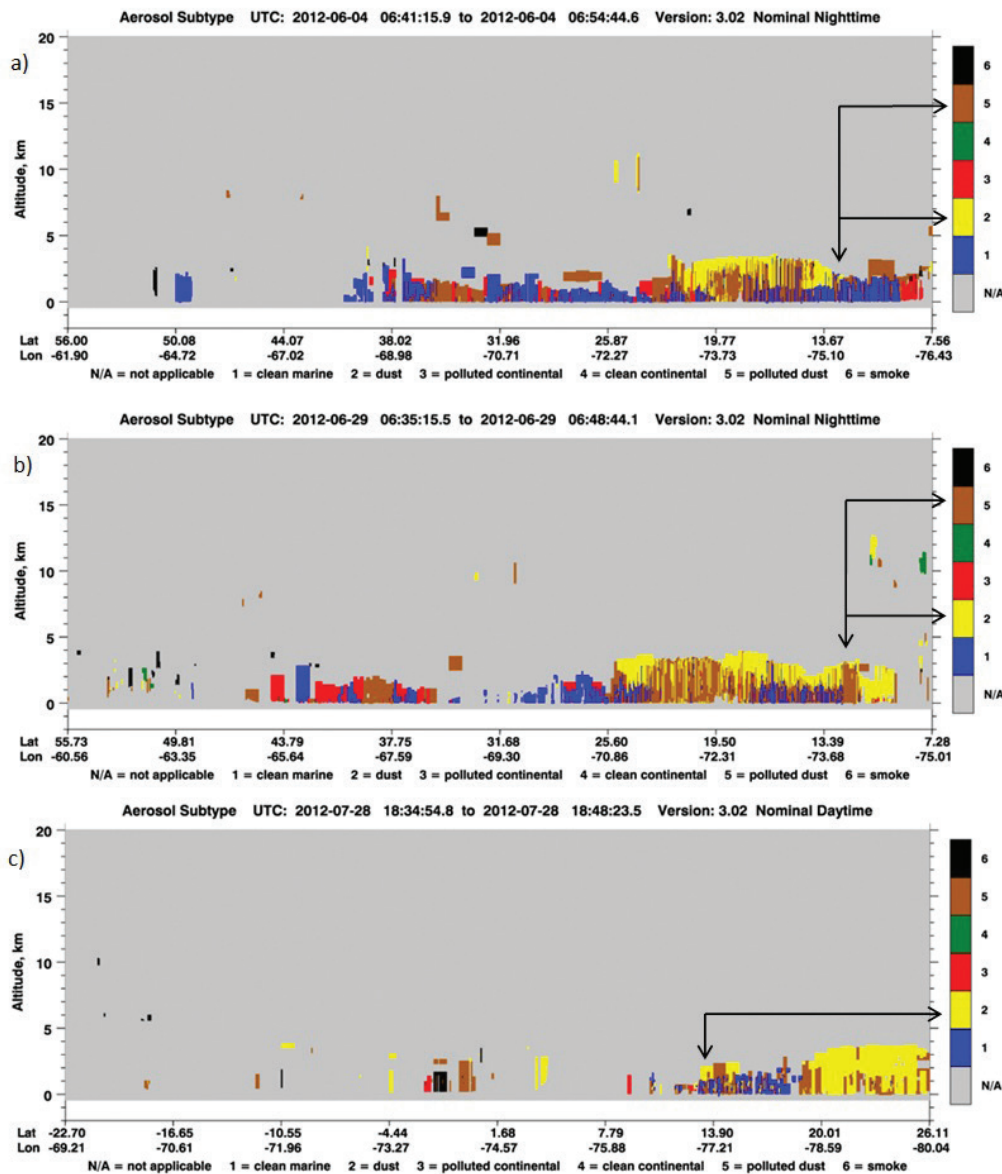 Aerosol Subtype UTC: 2012-06-04 06:41:15.9 to 2012-06-04 06:54:44.6 Version: 3.02 Nominal Nighttime
a)
20
15
10
5
0
Altitude, km
6
5
4
3
2
1
N/A
Lat 56.00 50.08 44.07 38.02 31.96 25.87 19.77 13.67 7.56
Lon -61.90 -64.72 -67.02 -68.98 -70.71 -72.27 -73.73 -75.10 -76.43
N/A = not applicable 1 = clean marine 2 = dust 3 = polluted continental 4 = clean continental 5 = polluted dust 6 = smoke
Aerosol Subtype UTC: 2012-06-29 06:35:15.5 to 2012-06-29 06:48:44.1 Version: 3.02 Nominal Nighttime
b)
20
15
10
5
0
Altitude, km
6
5
4
3
2
1
N/A
Lat 55.73 49.81 43.79 37.75 31.68 25.60 19.50 13.39 7.28
Lon -60.56 -63.35 -65.64 -67.59 -69.30 -70.86 -72.31 -73.68 -75.01
N/A = not applicable 1 = clean marine 2 = dust 3 = polluted continental 4 = clean continental 5 = polluted dust 6 = smoke
Aerosol Subtype UTC: 2012-07-28 18:34:54.8 to 2012-07-28 18:48:23.5 Version: 3.02 Nominal Daytime
c)
20
15
10
5
0
Altitude, km
6
5
4
3
2
1
N/A
Lat -22.70 -16.65 -10.55 -4.44 1.68 7.79 13.90 20.01 26.11
Lon -69.21 -70.61 -71.96 -73.27 -74.57 -75.88 -77.21 -78.59 -80.04
N/A = not applicable 1 = clean marine 2 = dust 3 = polluted continental 4 = clean continental 5 = polluted dust 6 = smoke